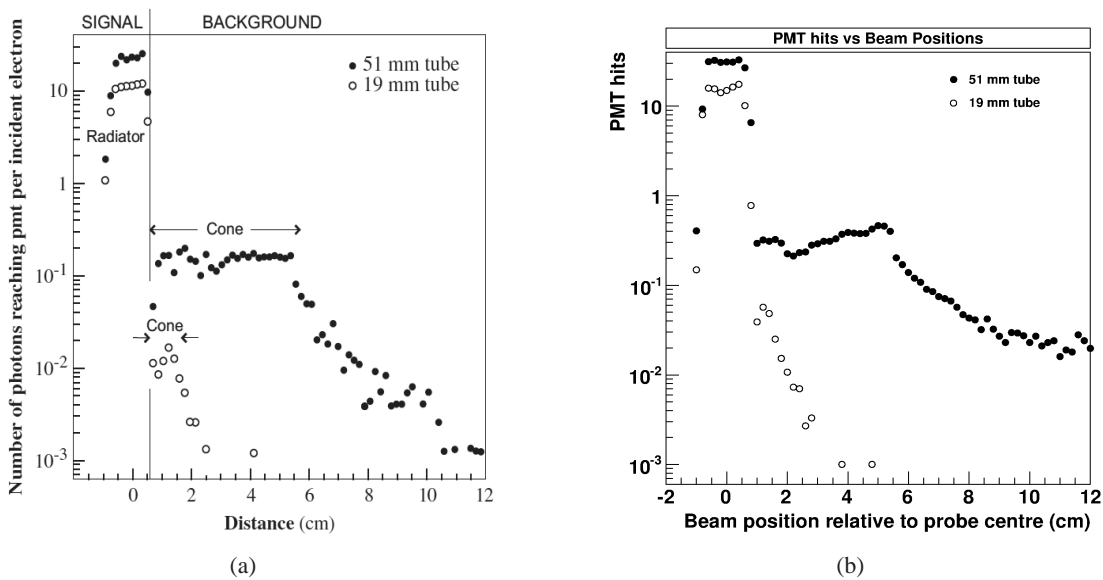 SIGNAL BACKGROUND
Number of photons reaching pmt per incident electron
10
1
10⁻¹
10⁻²
10⁻³
51 mm tube
19 mm tube
Radiator
Cone
Cone
0 2 4 6 8 10 12
Distance (cm)
(a)
PMT hits vs Beam Positions
PMT hits
10
1
10⁻¹
10⁻²
10⁻³
51 mm tube
19 mm tube
-2 0 2 4 6 8 10 12
Beam position relative to probe centre (cm)
(b)